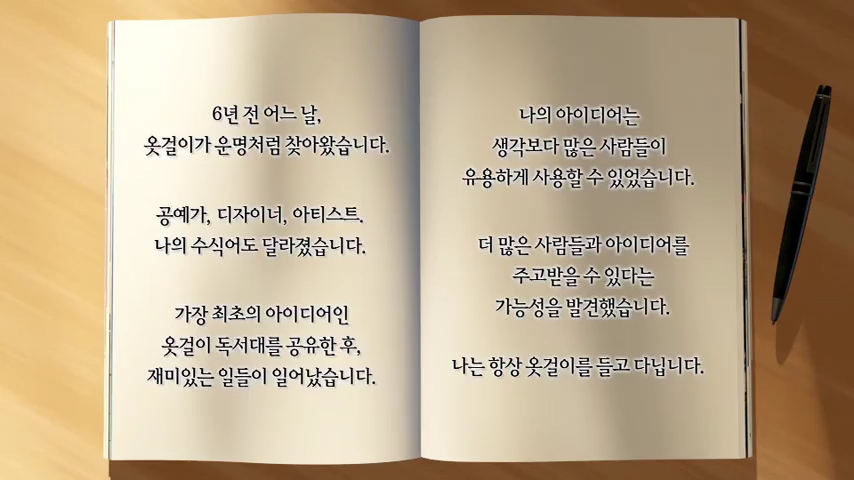 6년 전 어느 날,
옷걸이가 운명처럼 찾아왔습니다.
공예가, 디자이너, 아티스트.
나의 수식어도 달라졌습니다.
가장 최초의 아이디어인
옷걸이 독서대를 공유한 후,
재미있는 일들이 일어났습니다.
나의 아이디어는
생각보다 많은 사람들이
유용하게 사용할 수 있었습니다.
더 많은 사람들과 아이디어를
주고받을 수 있다는
가능성을 발견했습니다.
나는 항상 옷걸이를 들고 다닙니다.